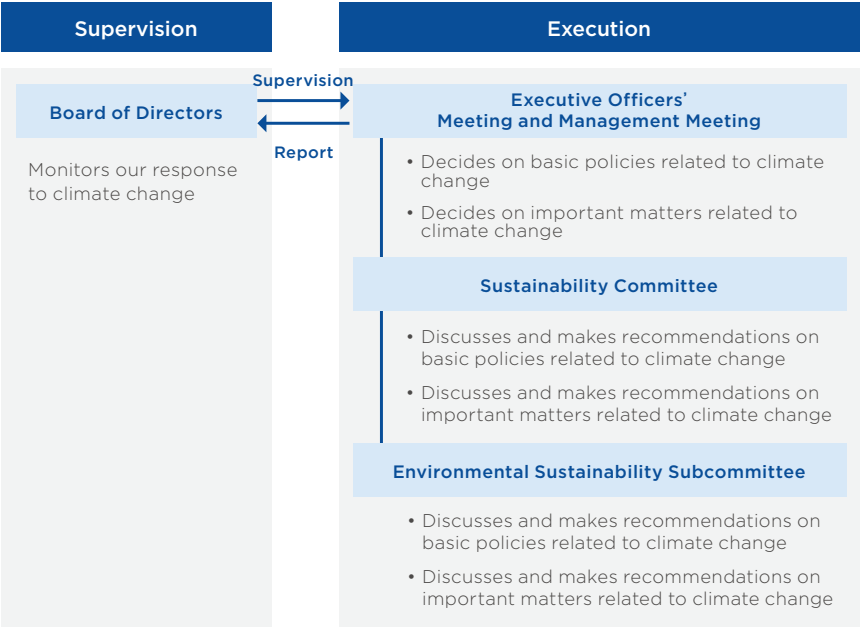 Supervision
Execution
Board of Directors
Monitors our response
to climate change
Supervision
Report
Executive Officers’
Meeting and Management Meeting
• Decides on basic policies related to climate
change
• Decides on important matters related to
climate change
Sustainability Committee
• Discusses and makes recommendations on
basic policies related to climate change
• Discusses and makes recommendations on
important matters related to climate change
Environmental Sustainability Subcommittee
• Discusses and makes recommendations on
basic policies related to climate change
• Discusses and makes recommendations on
important matters related to climate change